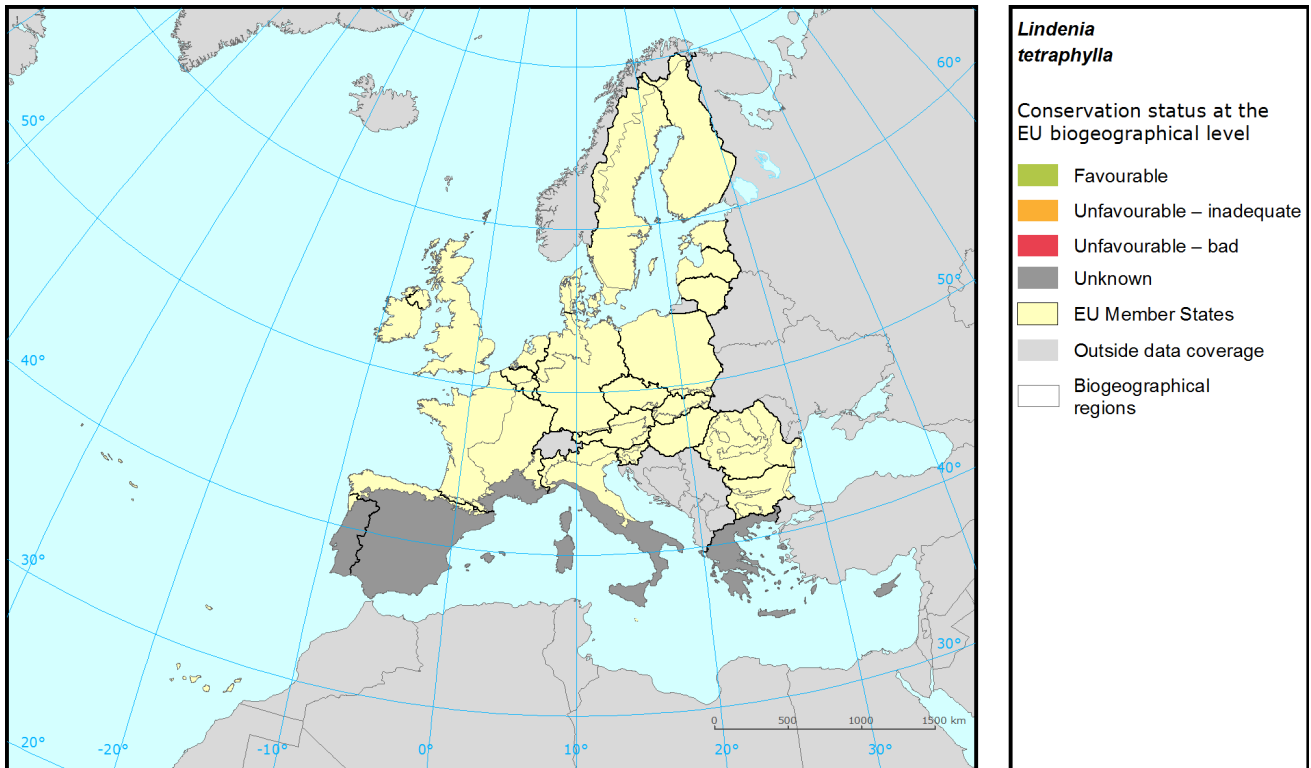 60°
50°
50°
40°
40°
30°
30°
20°
-20°
-10°
0°
10°
20°
30°
0 500 1000 1500 km
Lindenia
tetraphylla
Conservation status at the
EU biogeographical level
Favourable
Unfavourable – inadequate
Unfavourable – bad
Unknown
EU Member States
Outside data coverage
Biogeographical
regions